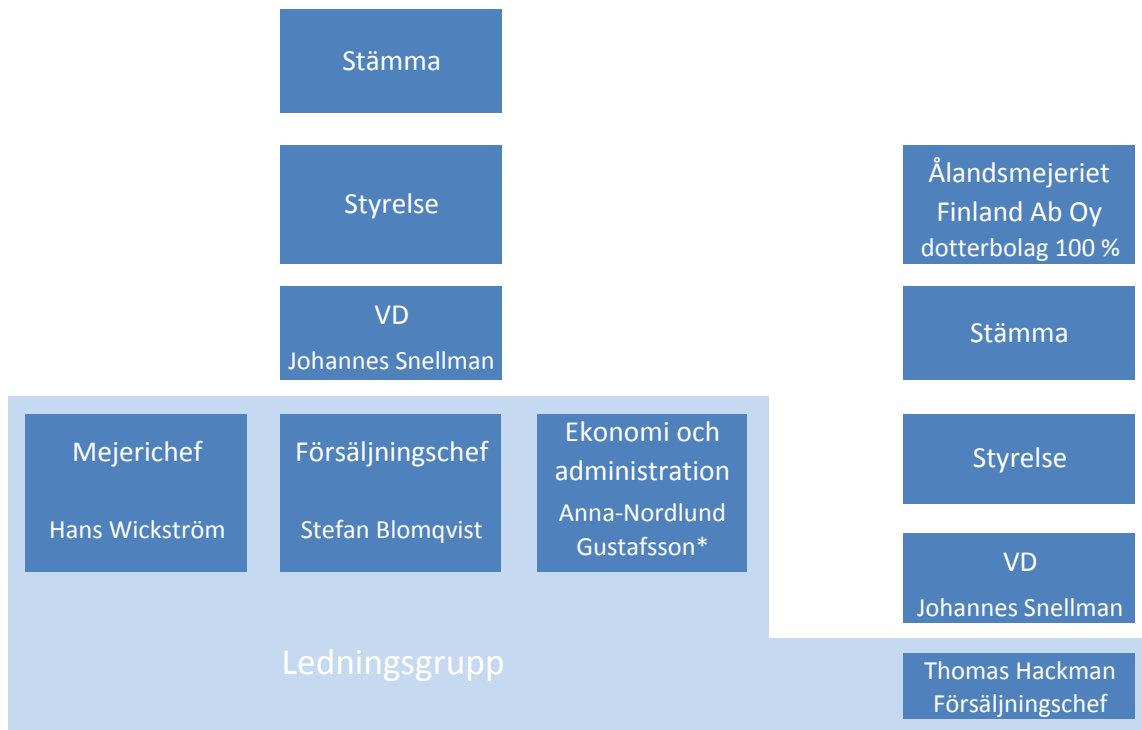 Stämma
Styrelse
VD
Johannes Snellman
Mejerichef
Hans Wickström
Försäljningschef
Stefan Blomqvist
Ekonomi och
administration
Anna-Nordlund
Gustafsson*
Ledningsgrupp
Ålandsmejeriet
Finland Ab Oy
dotterbolag 100 %
Stämma
Styrelse
VD
Johannes Snellman
Thomas Hackman
Försäljningschef